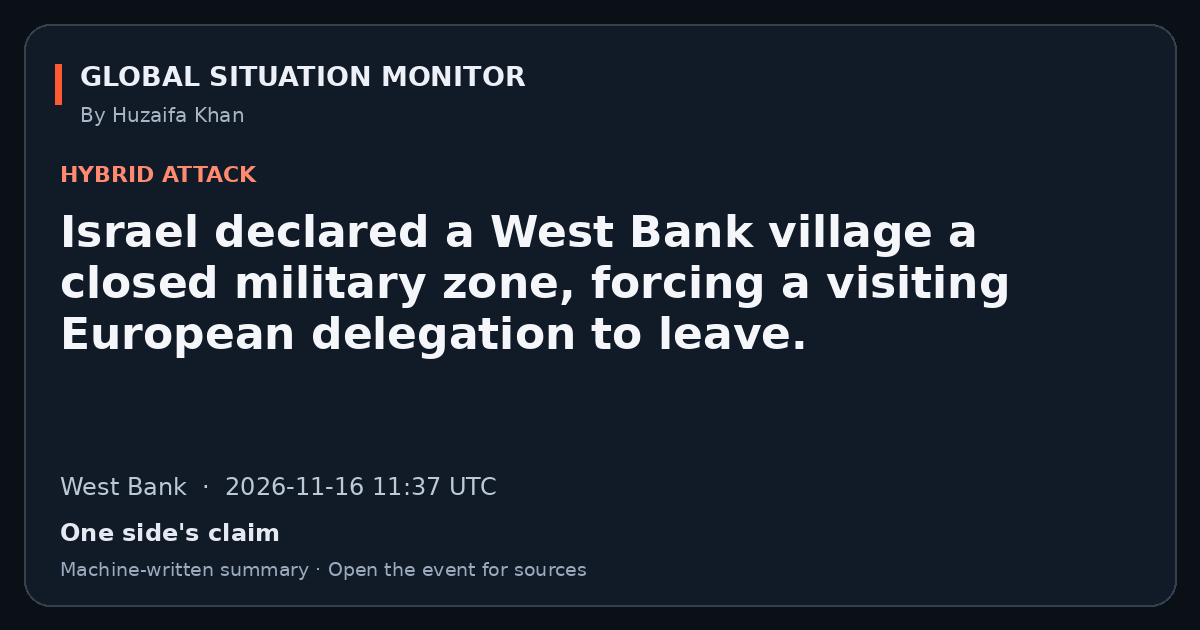 GLOBAL SITUATION MONITOR
By Huzaifa Khan
HYBRID ATTACK
Israel declared a West Bank village a
closed military zone, forcing a visiting
European delegation to leave.
West Bank · 2026-11-16 11:37 UTC
One side's claim
Machine-written summary · Open the event for sources